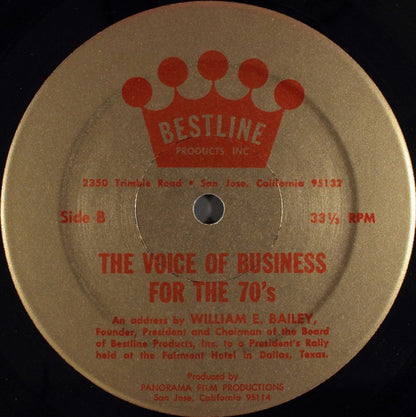 BESTLINE
PRODUCTS, INC.
2350 Trimble Road • San Jose, California 95132
Side B 33⅓ RPM
THE VOICE OF BUSINESS
FOR THE 70's
An address by WILLIAM E. BAILEY,
Founder, President and Chairman of the Board
of Bestline Products, Inc. to a President's Rally
held at the Fairmont Hotel in Dallas, Texas.
Produced by
PANORAMA FILM PRODUCTIONS
San Jose, California 95114